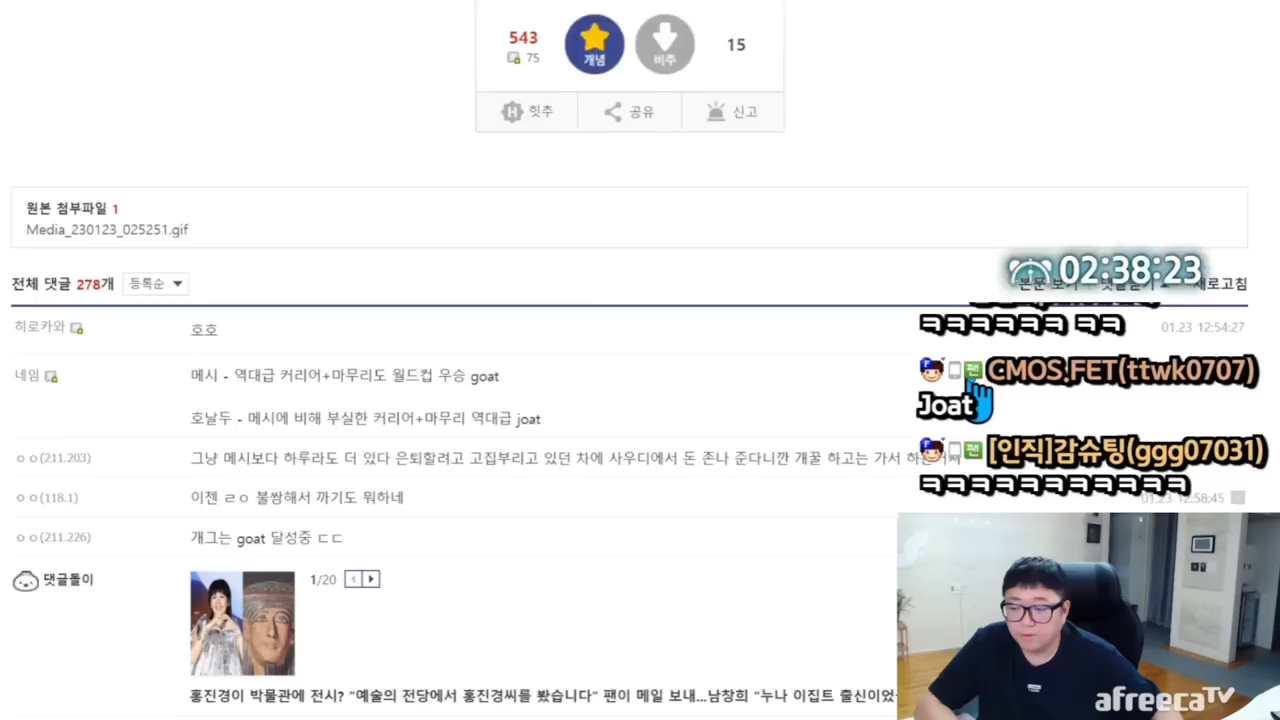 543
75
개념
비추
15
힛추
공유
신고
원본 첨부파일 1
Media_230123_025251.gif
전체 댓글 278개
등록순
본문 보기
새로고침
02:38:23
히로카와
호호
01.23 12:54:27
ㅋㅋㅋㅋㅋㅋ ㅋㅋ
네임
메시 - 역대급 커리어+마무리도 월드컵 우승 goat
호날두 - 메시에 비해 부실한 커리어+마무리 역대급 joat
CMOS.FET(ttwk0707)
Joat
ㅇㅇ(211.203)
그냥 메시보다 하루라도 더 있다 은퇴할려고 고집부리고 있던 차에 사우디에서 돈 존나 준다니깐 개꿀 하고는 가서
[인직]감슈팅(ggg07031)
ㅋㅋㅋㅋㅋㅋㅋㅋㅋㅋㅋ
ㅇㅇ(118.1)
이젠 ㄹㅇ 불쌍해서 까기도 뭐하네
01.23 12:58:45
ㅇㅇ(211.226)
개그는 goat 달성중 ㄷㄷ
댓글돌이
1/20
홍진경이 박물관에 전시? "예술의 전당에서 홍진경씨를 봤습니다" 팬이 메일 보내...남창희 "누나 이집트 출신이었
afreecaTV